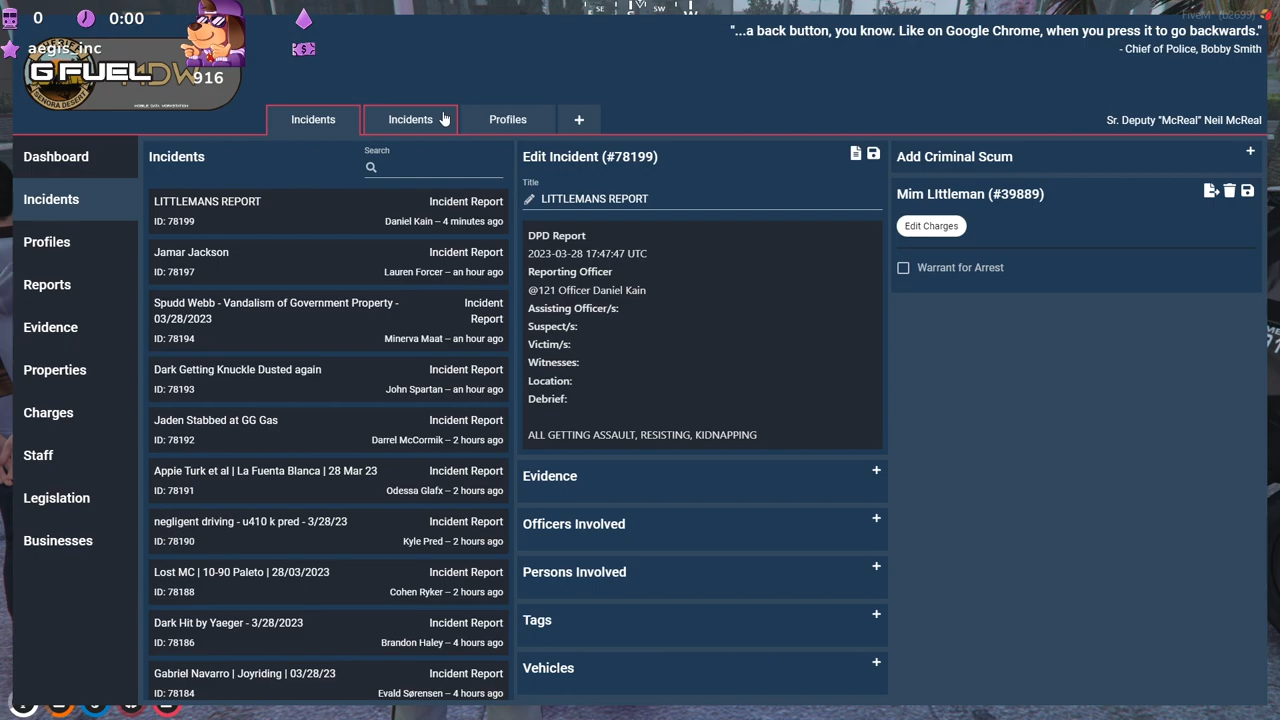 0
0:00
aegis_inc
G FUEL
MDW
916
SENORA DESERT
MOBILE DATA WORKSTATION
SE
SW
FiveM® (b2699)
"...a back button, you know. Like on Google Chrome, when you press it to go backwards."
- Chief of Police, Bobby Smith
Incidents
Incidents
Profiles
+
Sr. Deputy "McReal" Neil McReal
Dashboard
Incidents
Profiles
Reports
Evidence
Properties
Charges
Staff
Legislation
Businesses
Incidents
Search
LITTLEMANS REPORT Incident Report
ID: 78199 Daniel Kain – 4 minutes ago
Jamar Jackson Incident Report
ID: 78197 Lauren Forcer – an hour ago
Spudd Webb - Vandalism of Government Property - Incident
03/28/2023 Report
ID: 78194 Minerva Maat – an hour ago
Dark Getting Knuckle Dusted again Incident Report
ID: 78193 John Spartan – an hour ago
Jaden Stabbed at GG Gas Incident Report
ID: 78192 Darrel McCormik – 2 hours ago
Appie Turk et al | La Fuenta Blanca | 28 Mar 23 Incident Report
ID: 78191 Odessa Glafx – 2 hours ago
negligent driving - u410 k pred - 3/28/23 Incident Report
ID: 78190 Kyle Pred – 2 hours ago
Lost MC | 10-90 Paleto | 28/03/2023 Incident Report
ID: 78188 Cohen Ryker – 2 hours ago
Dark Hit by Yaeger - 3/28/2023 Incident Report
ID: 78186 Brandon Haley – 4 hours ago
Gabriel Navarro | Joyriding | 03/28/23 Incident Report
ID: 78184 Evald Sørensen – 4 hours ago
Edit Incident (#78199)
Title
LITTLEMANS REPORT
DPD Report
2023-03-28 17:47:47 UTC
Reporting Officer
@121 Officer Daniel Kain
Assisting Officer/s:
Suspect/s:
Victim/s:
Witnesses:
Location:
Debrief:
ALL GETTING ASSAULT, RESISTING, KIDNAPPING
Evidence +
Officers Involved +
Persons Involved +
Tags +
Vehicles +
Add Criminal Scum +
Mim LIttleman (#39889)
Edit Charges
Warrant for Arrest